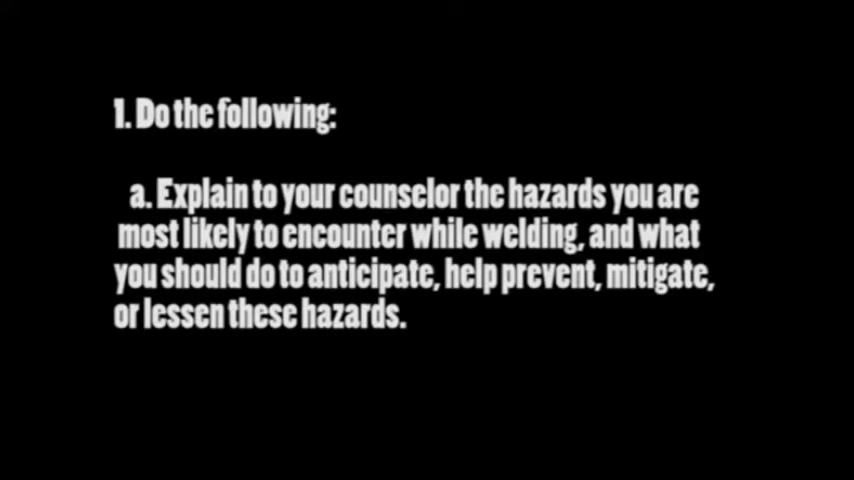 1. Do the following:
a. Explain to your counselor the hazards you are
most likely to encounter while welding, and what
you should do to anticipate, help prevent, mitigate,
or lessen these hazards.